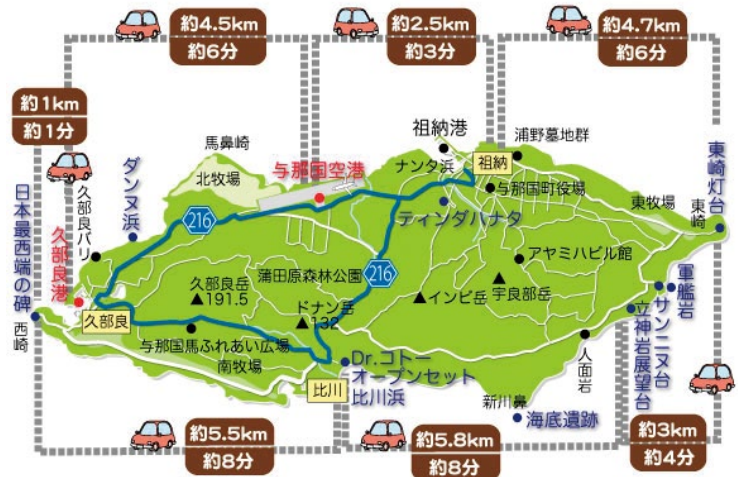 約4.5km
約6分
約2.5km
約3分
約4.7km
約6分
約1km
約1分
馬鼻崎
北牧場
与那国空港
祖納港
ナンタ浜
祖納
浦野墓地群
与那国町役場
ティンダハナタ
東牧場
東崎
東崎灯台
ダンヌ浜
久部良バリ
久部良港
日本最西端の碑
西崎
久部良
216
216
久部良岳
191.5
蒲田原森林公園
ドナン岳
132
インビ岳
宇良部岳
アヤミハビル館
与那国馬ふれあい広場
南牧場
比川
Dr.コトー
オープンセット
比川浜
新川鼻
海底遺跡
人面岩
立神岩展望台
サンニヌ台
軍艦岩
約5.5km
約8分
約5.8km
約8分
約3km
約4分